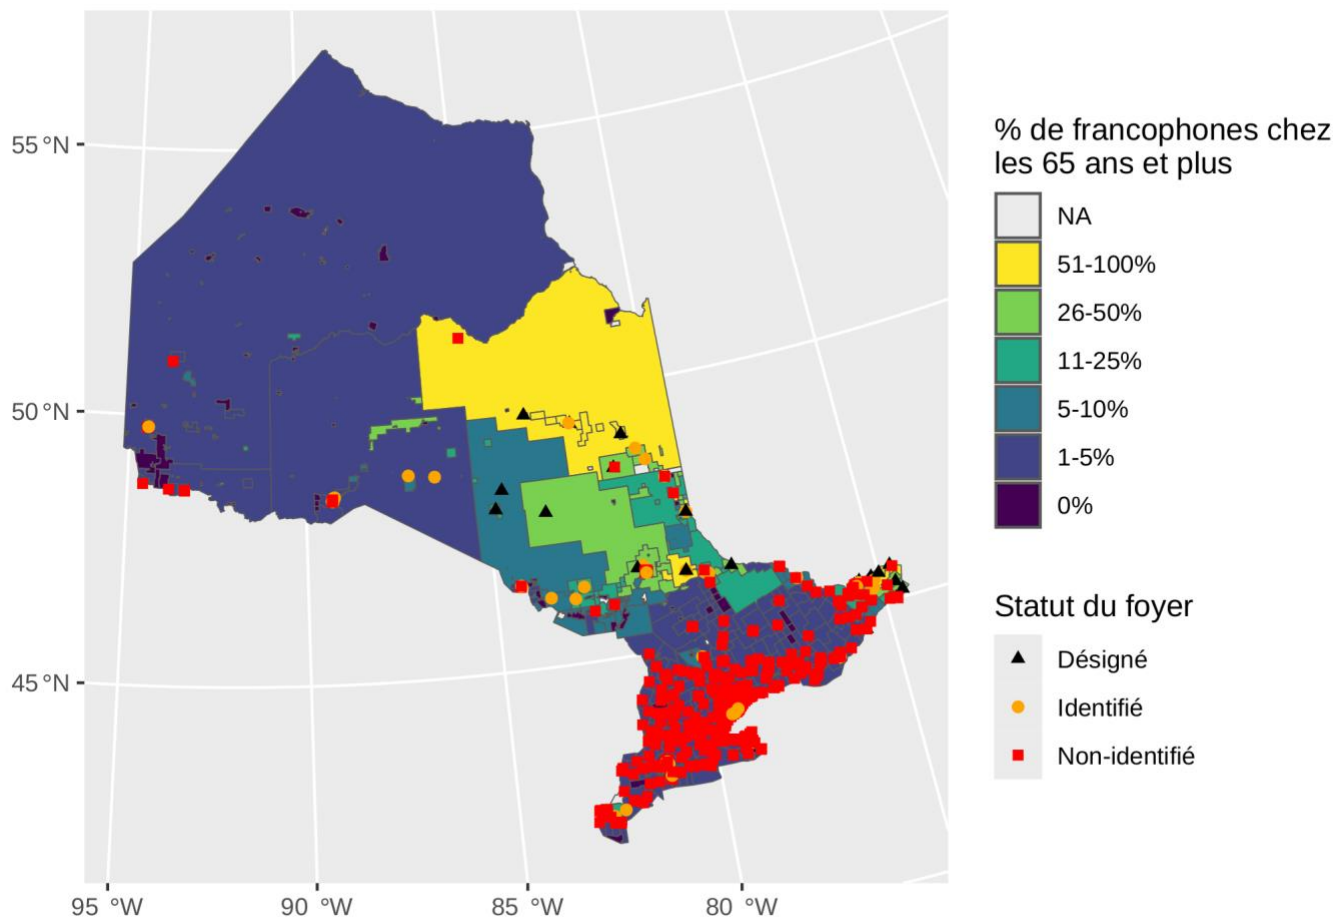 55 °N
50 °N
45 °N
95 °W
90 °W
85 °W
80 °W
% de francophones chez
les 65 ans et plus
NA
51-100%
26-50%
11-25%
5-10%
1-5%
0%
Statut du foyer
Désigné
Identifié
Non-identifié